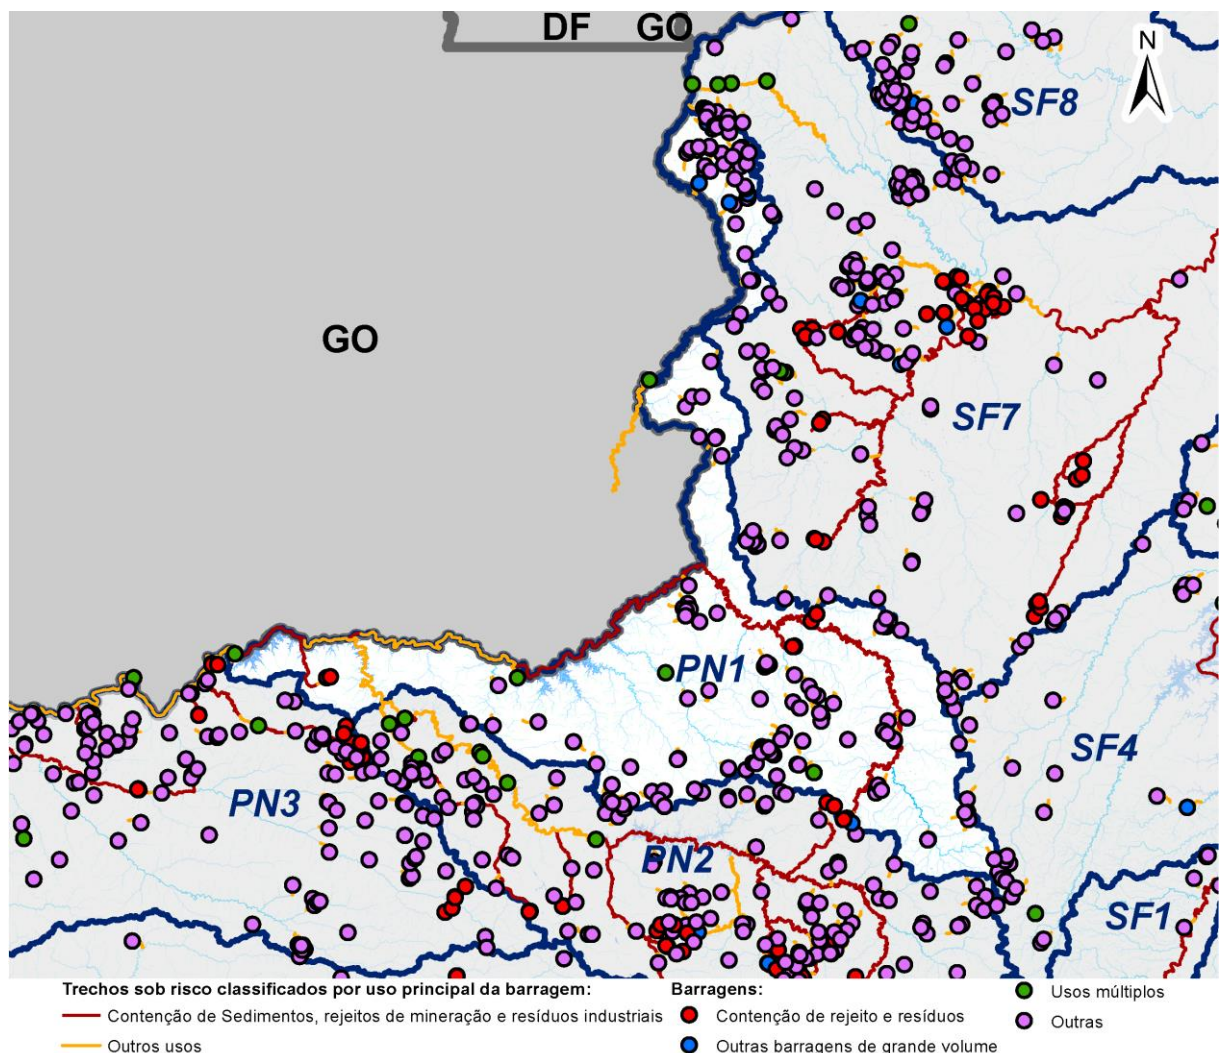 DF GO
N
SF8
GO
SF7
PN1
SF4
PN3
PN2
SF1
Trechos sob risco classificados por uso principal da barragem:
Contenção de Sedimentos, rejeitos de mineração e resíduos industriais
Outros usos
Barragens:
Contenção de rejeito e resíduos
Outras barragens de grande volume
Usos múltiplos
Outras